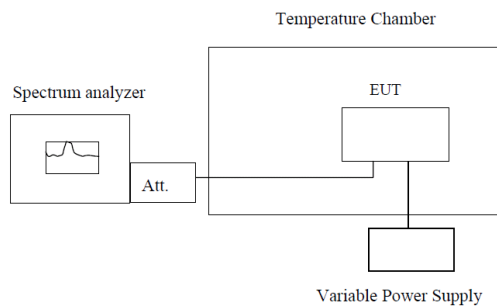 Temperature Chamber
Spectrum analyzer
EUT
Att.
Variable Power Supply